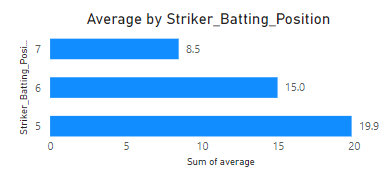 Average by Striker_Batting_Position
Striker_Batting_Posi...
7
8.5
6
15.0
5
19.9
0 5 10 15 20
Sum of average